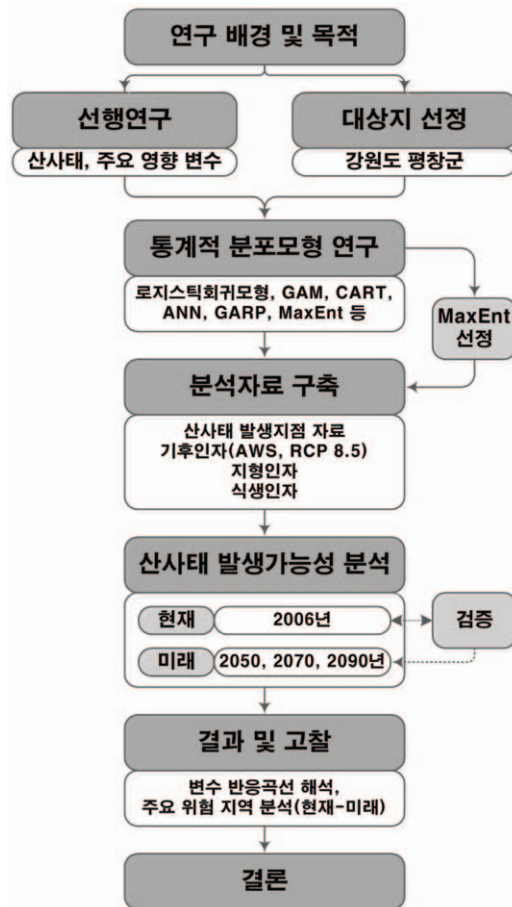 연구 배경 및 목적
선행연구
산사태, 주요 영향 변수
대상지 선정
강원도 평창군
통계적 분포모형 연구
로지스틱회귀모형, GAM, CART,
ANN, GARP, MaxEnt 등
MaxEnt
선정
분석자료 구축
산사태 발생지점 자료
기후인자(AWS, RCP 8.5)
지형인자
식생인자
산사태 발생가능성 분석
현재
2006년
검증
미래
2050, 2070, 2090년
결과 및 고찰
변수 반응곡선 해석,
주요 위험 지역 분석(현재-미래)
결론